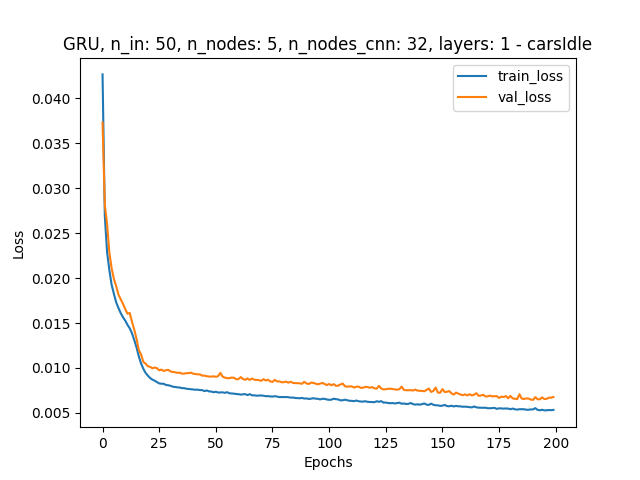 GRU, n_in: 50, n_nodes: 5, n_nodes_cnn: 32, layers: 1 - carsIdle
train_loss
val_loss
0.040
0.035
0.030
0.025
0.020
0.015
0.010
0.005
Loss
0 25 50 75 100 125 150 175 200
Epochs